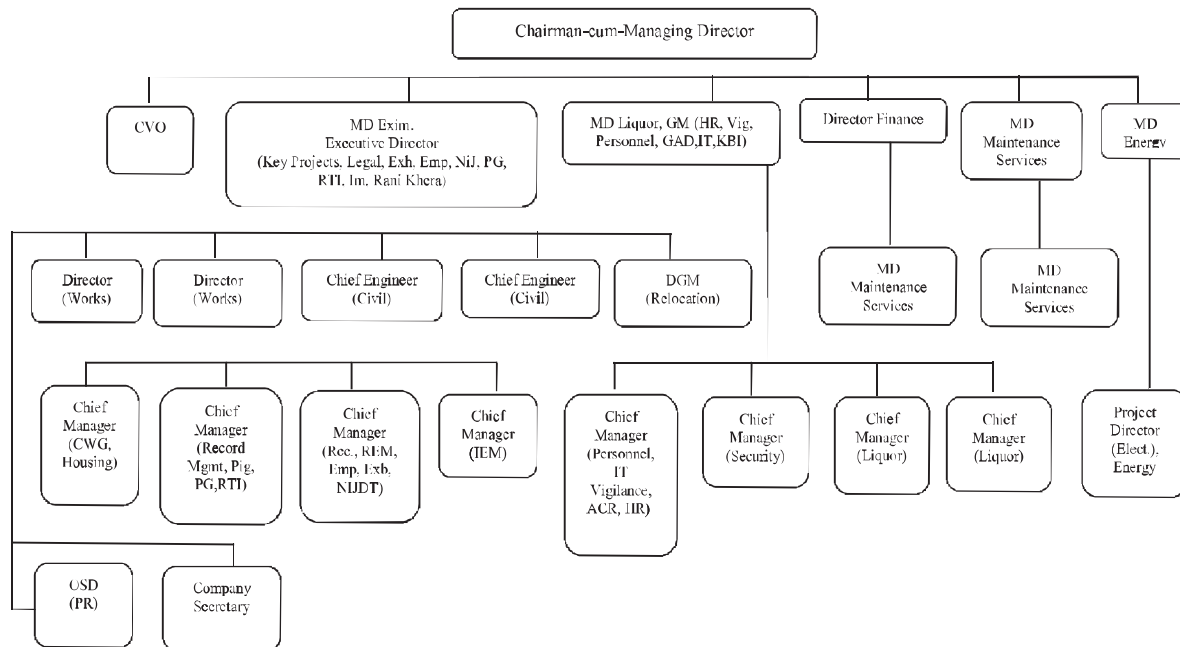 Chairman-cum-Managing Director
CVO
MD Exim.
Executive Director
(Key Projects, Legal, Exh, Emp, NiJ, PG,
RTI, Im. Rani Khera)
MD Liquor, GM (HR, Vig,
Personnel, GAD,IT,KBI)
Director Finance
MD
Maintenance
Services
MD
Energy
Director
(Works)
Director
(Works)
Chief Engineer
(Civil)
Chief Engineer
(Civil)
DGM
(Relocation)
MD
Maintenance
Services
MD
Maintenance
Services
Chief
Manager
(CWG,
Housing)
Chief
Manager
(Record
Mgmt, Pig,
PG,RTI)
Chief
Manager
(Rec., REM,
Emp, Exb,
NIJDT)
Chief
Manager
(IEM)
Chief
Manager
(Personnel,
IT
Vigilance,
ACR, HR)
Chief
Manager
(Security)
Chief
Manager
(Liquor)
Chief
Manager
(Liquor)
Project
Director
(Elect.),
Energy
OSD
(PR)
Company
Secretary